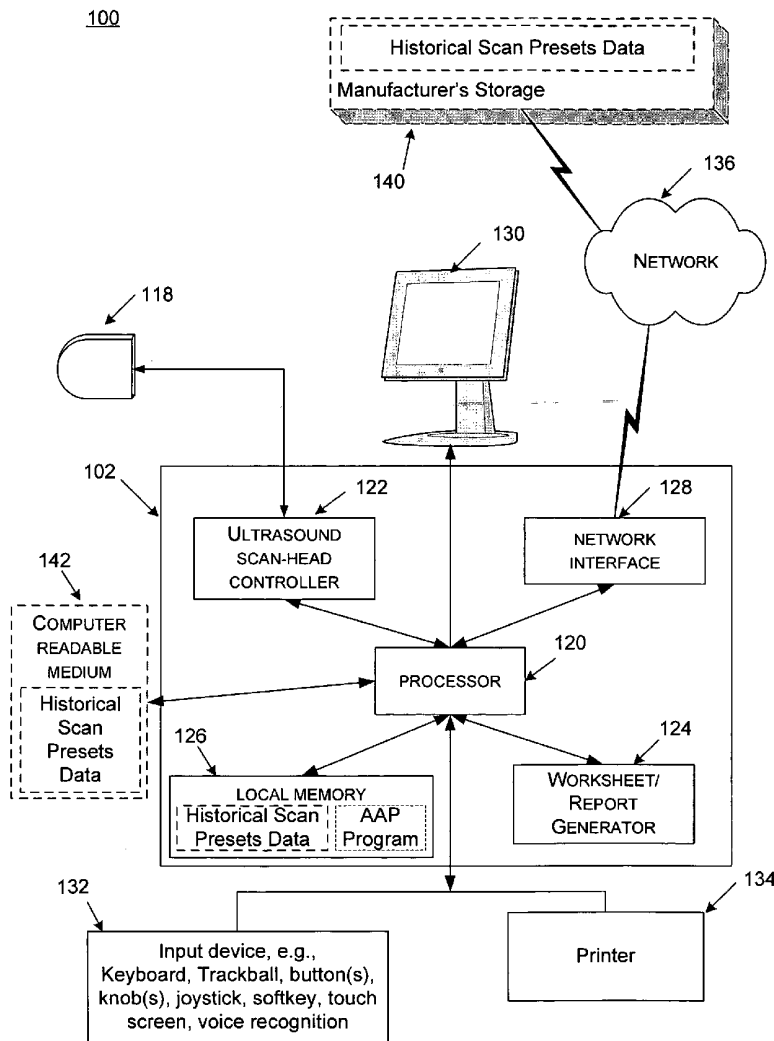 100
Historical Scan Presets Data
Manufacturer's Storage
140
136
NETWORK
130
118
102
122
ULTRASOUND
SCAN-HEAD
CONTROLLER
128
NETWORK
INTERFACE
142
COMPUTER
READABLE
MEDIUM
Historical
Scan
Presets
Data
PROCESSOR
120
126
LOCAL MEMORY
Historical Scan
Presets Data
AAP
Program
124
WORKSHEET/
REPORT
GENERATOR
132
Input device, e.g.,
Keyboard, Trackball, button(s),
knob(s), joystick, softkey, touch
screen, voice recognition
134
Printer